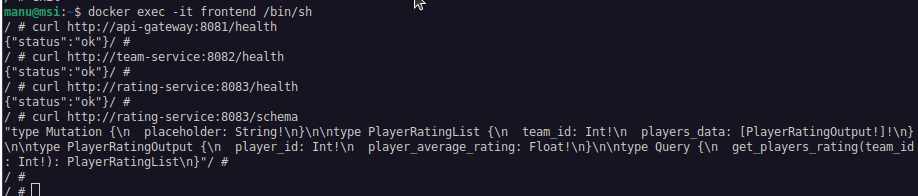 manu@msi:~$ docker exec -it frontend /bin/sh
/ # curl http://api-gateway:8081/health
{"status":"ok"}/ #
/ # curl http://team-service:8082/health
{"status":"ok"}/ #
/ # curl http://rating-service:8083/health
{"status":"ok"}/ #
/ # curl http://rating-service:8083/schema
"type Mutation {\n  placeholder: String!\n}\n\ntype PlayerRatingList {\n  team_id: Int!\n  players_data: [PlayerRatingOutput!]!\n}
\n\ntype PlayerRatingOutput {\n  player_id: Int!\n  player_average_rating: Float!\n}\n\ntype Query {\n  get_players_rating(team_id
: Int!): PlayerRatingList\n}"/ #
/ #
/ #